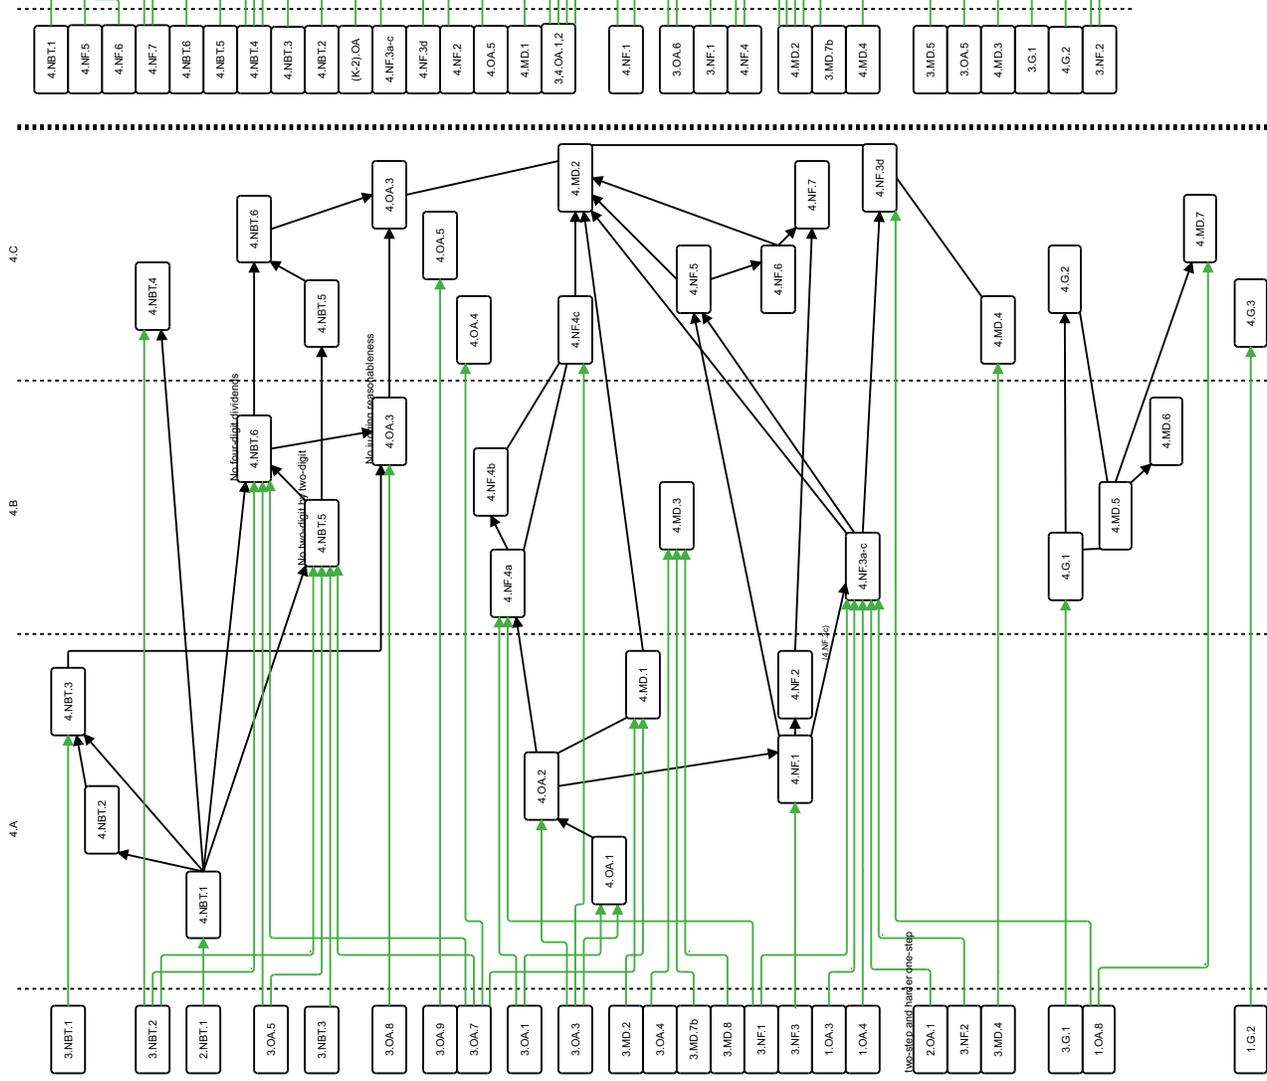 4.NBT.1
4.NF.5
4.NF.6
4.NF.7
4.NBT.6
4.NBT.5
4.NBT.4
4.NBT.3
4.NBT.2
(K-2).OA
4.NF.3a-c
4.NF.3d
4.NF.2
4.OA.5
4.MD.1
3,4.OA.1,2
4.NF.1
3.OA.6
3.NF.1
4.NF.4
4.MD.2
3.MD.7b
4.MD.4
3.MD.5
3.OA.5
4.MD.3
3.G.1
4.G.2
3.NF.2
4.C
4.NBT.4
4.NBT.6
4.NBT.5
4.OA.3
4.OA.5
4.OA.4
4.MD.2
4.NF.4c
4.NF.5
4.NF.6
4.NF.7
4.NF.3d
4.MD.4
4.G.2
4.MD.7
4.G.3
4.B
No four-digit dividends
4.NBT.6
No two-digit by two-digit
4.NBT.5
No judging reasonableness
4.OA.3
4.NF.4b
4.NF.4a
4.MD.3
4.NF.3a-c
4.G.1
4.MD.5
4.MD.6
4.A
4.NBT.3
4.NBT.2
4.NBT.1
4.OA.2
4.OA.1
4.MD.1
4.NF.2
4.NF.1
two-step and harder one-step
3.NBT.1
3.NBT.2
2.NBT.1
3.OA.5
3.NBT.3
3.OA.8
3.OA.9
3.OA.7
3.OA.1
3.OA.3
3.MD.2
3.OA.4
3.MD.7b
3.MD.8
3.NF.1
3.NF.3
1.OA.3
1.OA.4
2.OA.1
3.NF.2
3.MD.4
3.G.1
1.OA.8
1.G.2